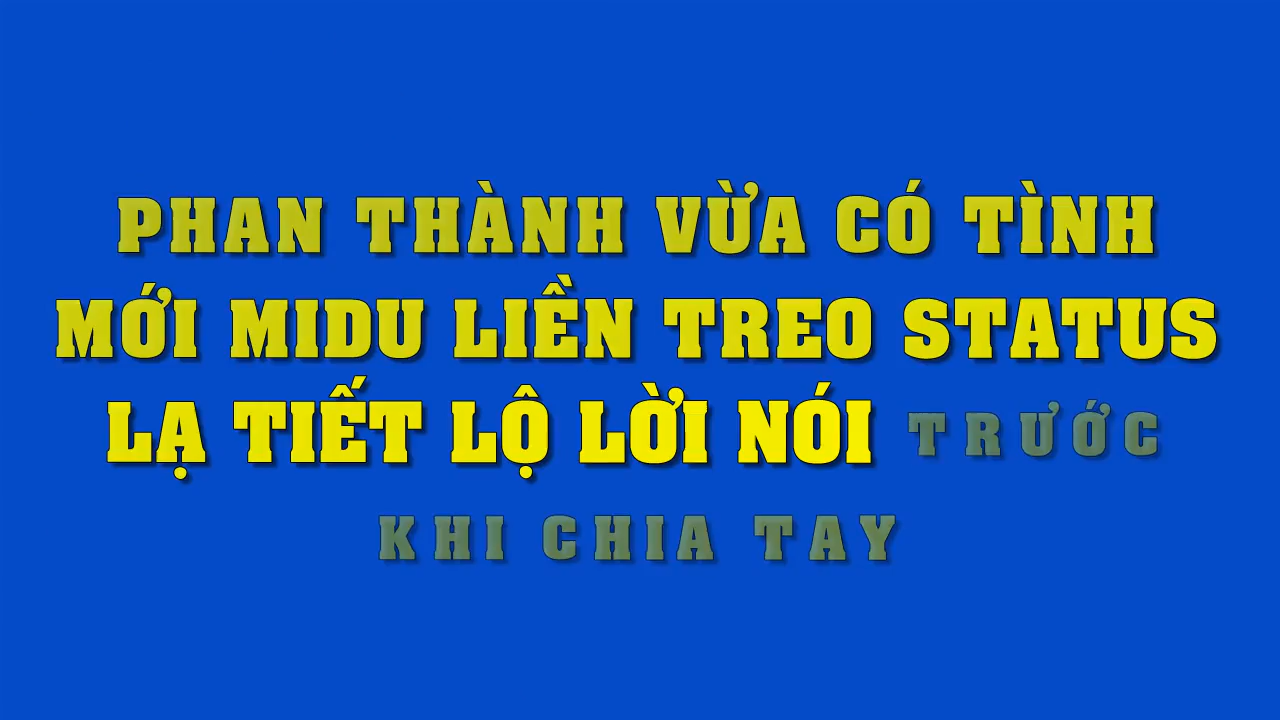 PHAN THÀNH VỪA CÓ TÌNH
MỚI MIDU LIỀN TREO STATUS
LẠ TIẾT LỘ LỜI NÓI TRƯỚC
KHI CHIA TAY